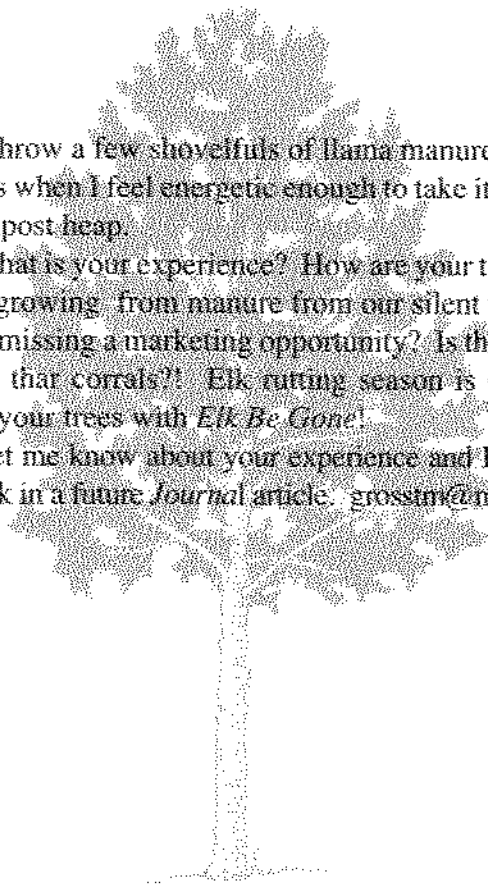 hrow a few shovelfuls of llama manure
s when I feel energetic enough to take it
post heap.
hat is your experience? How are your t
growing from manure from our silent
missing a marketing opportunity? Is th
thar corrals?! Elk rutting season is
your trees with Elk Be Gone!
et me know about your experience and I
k in a future Journal article. grosstm@n